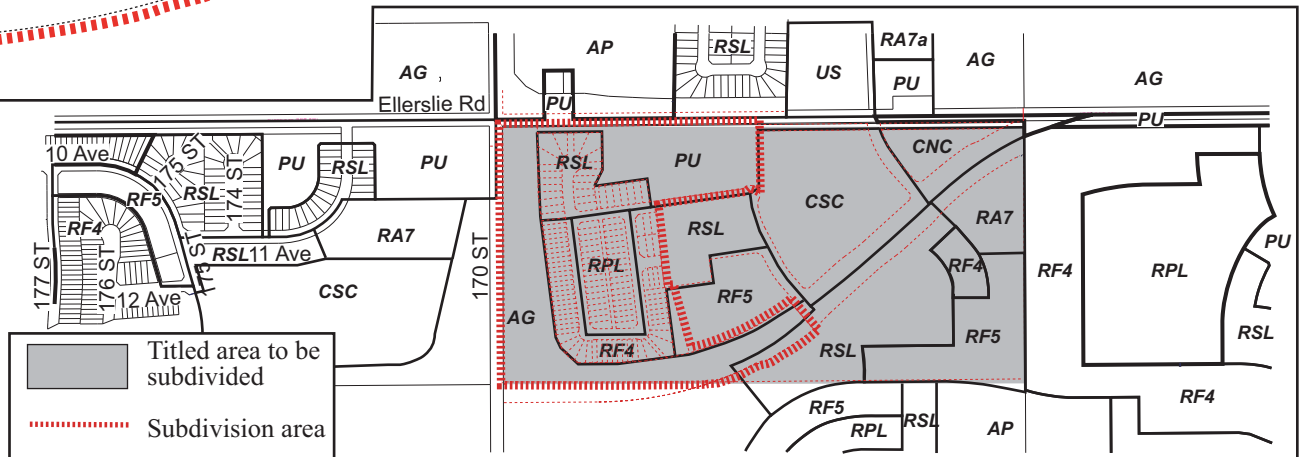 AP
RSL
RA7a
AG
US
AG
AG
PU
Ellerslie Rd
PU
PU
10 Ave
175 ST
RSL
174 ST
PU
RSL
PU
RSL
PU
CNC
RF5
CSC
RF4
RA7
RSL
RA7
RSL
11 Ave
175 ST
177 ST
176 ST
12 Ave
CSC
170 ST
RPL
RF5
RF4
RF4
RPL
PU
AG
RF4
RSL
RF5
RSL
RF5
RPL
RSL
AP
RF4
Titled area to be
subdivided
Subdivision area